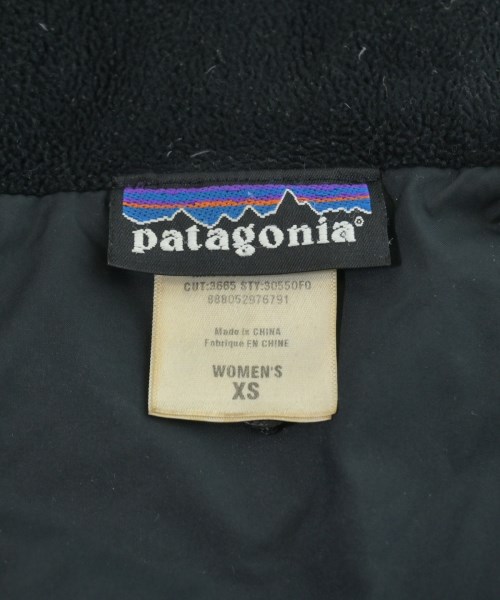 patagonia®
CUT:3665 STY:30550F0
888052976791
Made in CHINA
Fabriqué EN CHINE
WOMEN'S
XS